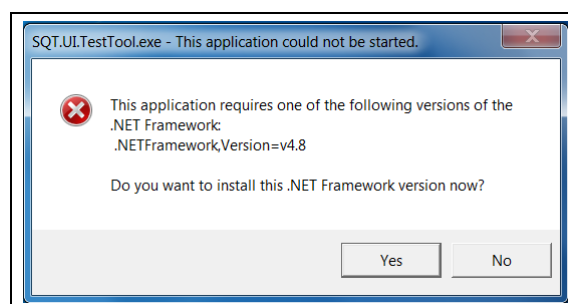 SQT.UI.TestTool.exe - This application could not be started.
This application requires one of the following versions of the
.NET Framework:
.NETFramework,Version=v4.8
Do you want to install this .NET Framework version now?
Yes No